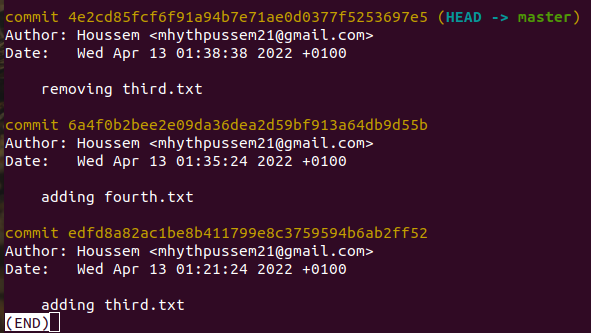 commit 4e2cd85fcf6f91a94b7e71ae0d0377f5253697e5 (HEAD -> master)
Author: Houssem <mhythpussem21@gmail.com>
Date:   Wed Apr 13 01:38:38 2022 +0100
removing third.txt
commit 6a4f0b2bee2e09da36dea2d59bf913a64db9d55b
Author: Houssem <mhythpussem21@gmail.com>
Date:   Wed Apr 13 01:35:24 2022 +0100
adding fourth.txt
commit edfd8a82ac1be8b411799e8c3759594b6ab2ff52
Author: Houssem <mhythpussem21@gmail.com>
Date:   Wed Apr 13 01:21:24 2022 +0100
adding third.txt
(END)